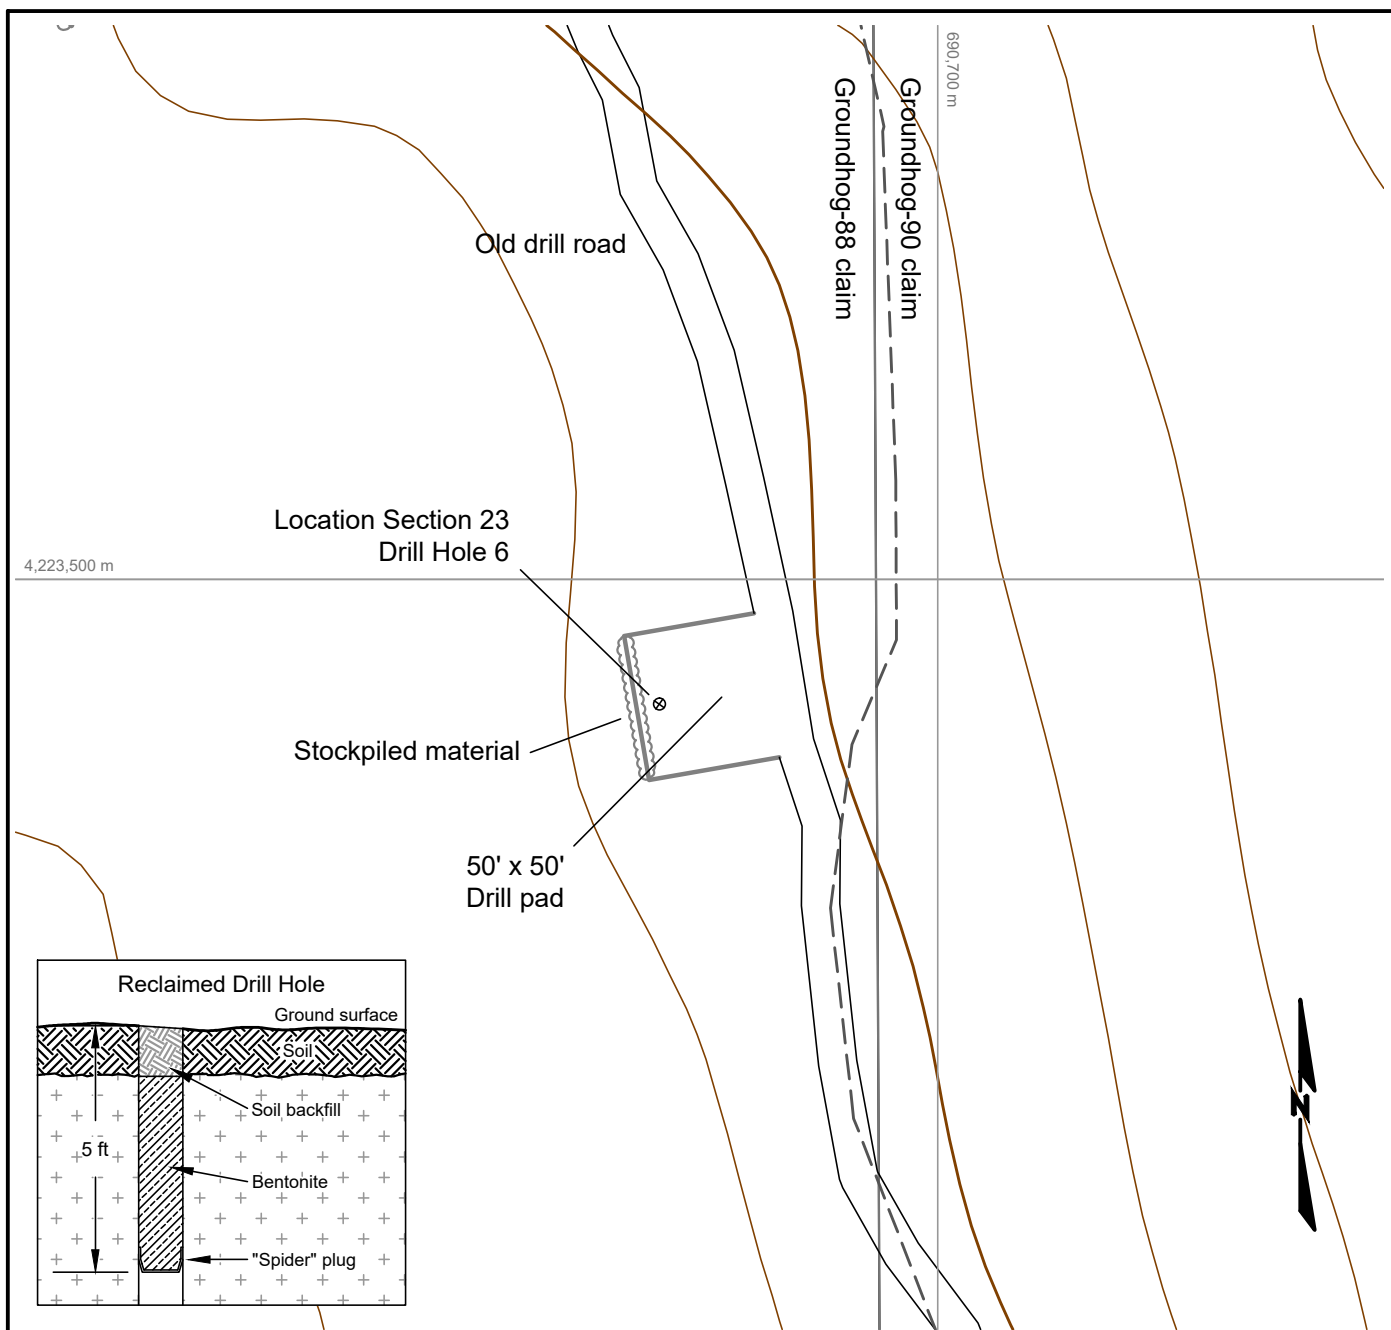 690,700 m
Groundhog-90 claim
Groundhog-88 claim
Old drill road
Location Section 23
Drill Hole 6
4,223,500 m
Stockpiled material
50' x 50'
Drill pad
Reclaimed Drill Hole
Ground surface
Soil
Soil backfill
5 ft
Bentonite
"Spider" plug
N